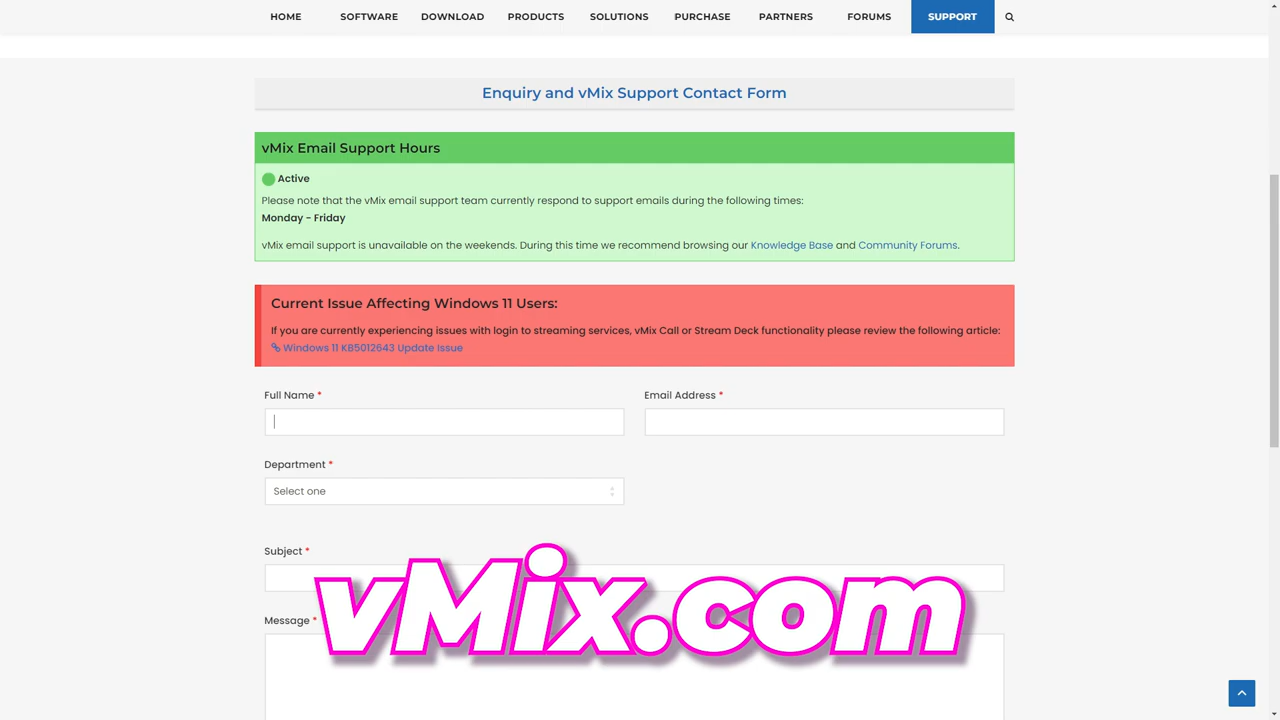 HOME SOFTWARE DOWNLOAD PRODUCTS SOLUTIONS PURCHASE PARTNERS FORUMS SUPPORT
Enquiry and vMix Support Contact Form
vMix Email Support Hours
Active
Please note that the vMix email support team currently respond to support emails during the following times:
Monday - Friday
vMix email support is unavailable on the weekends. During this time we recommend browsing our Knowledge Base and Community Forums.
Current Issue Affecting Windows 11 Users:
If you are currently experiencing issues with login to streaming services, vMix Call or Stream Deck functionality please review the following article:
Windows 11 KB5012643 Update Issue
Full Name * Email Address *
Department *
Select one
Subject *
vMix.com
Message *